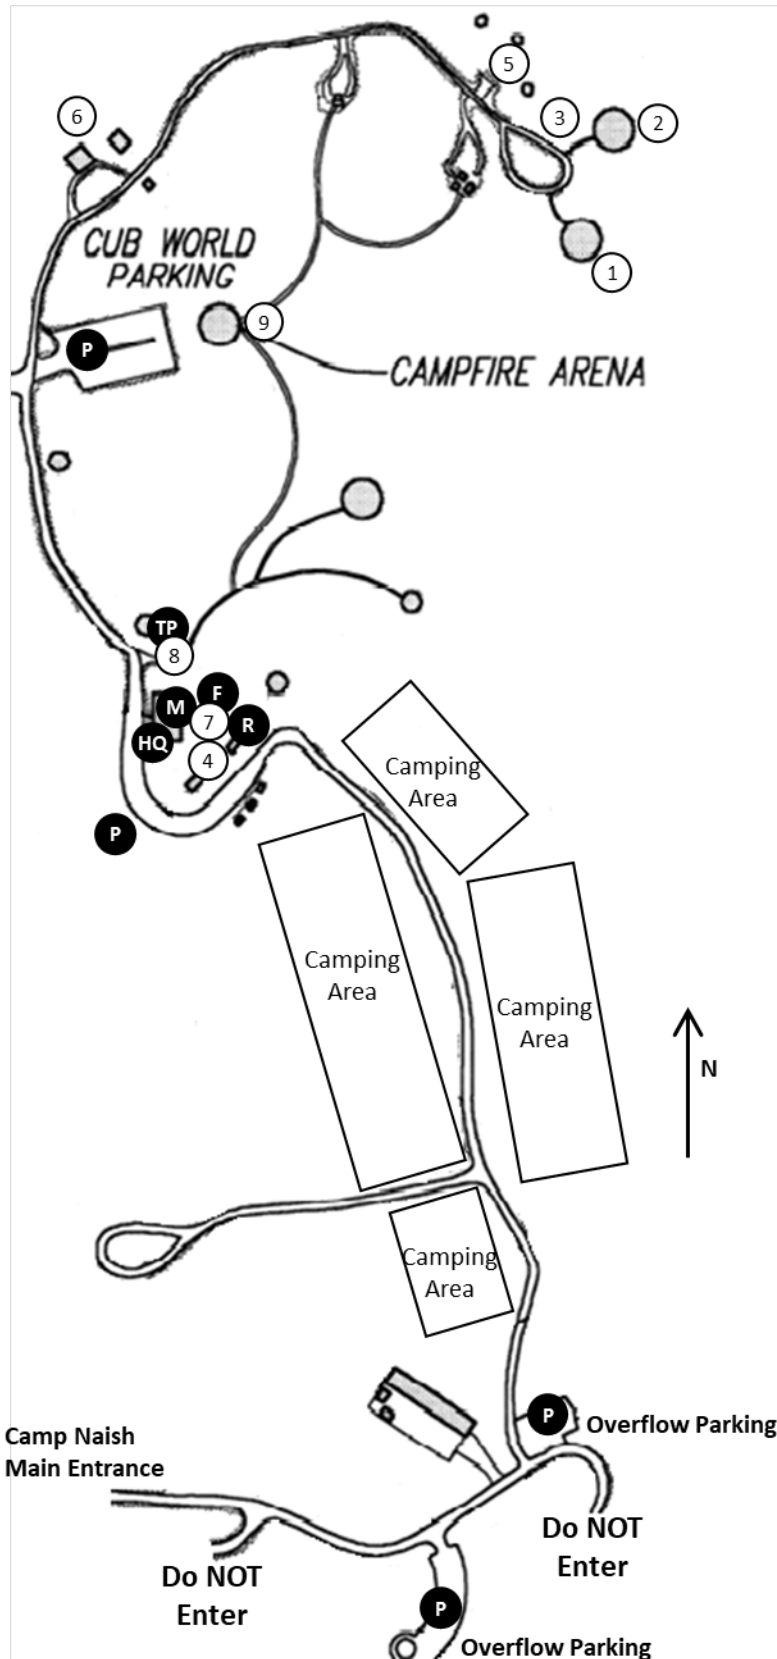 5
6
3
2
CUB WORLD
PARKING
1
9
P
CAMPFIRE ARENA
TP
8
F
M
7
R
HQ
4
Camping
Area
P
Camping
Area
Camping
Area
N
Camping
Area
P
Overflow Parking
Camp Naish
Main Entrance
Do NOT
Enter
Do NOT
Enter
P
Overflow Parking